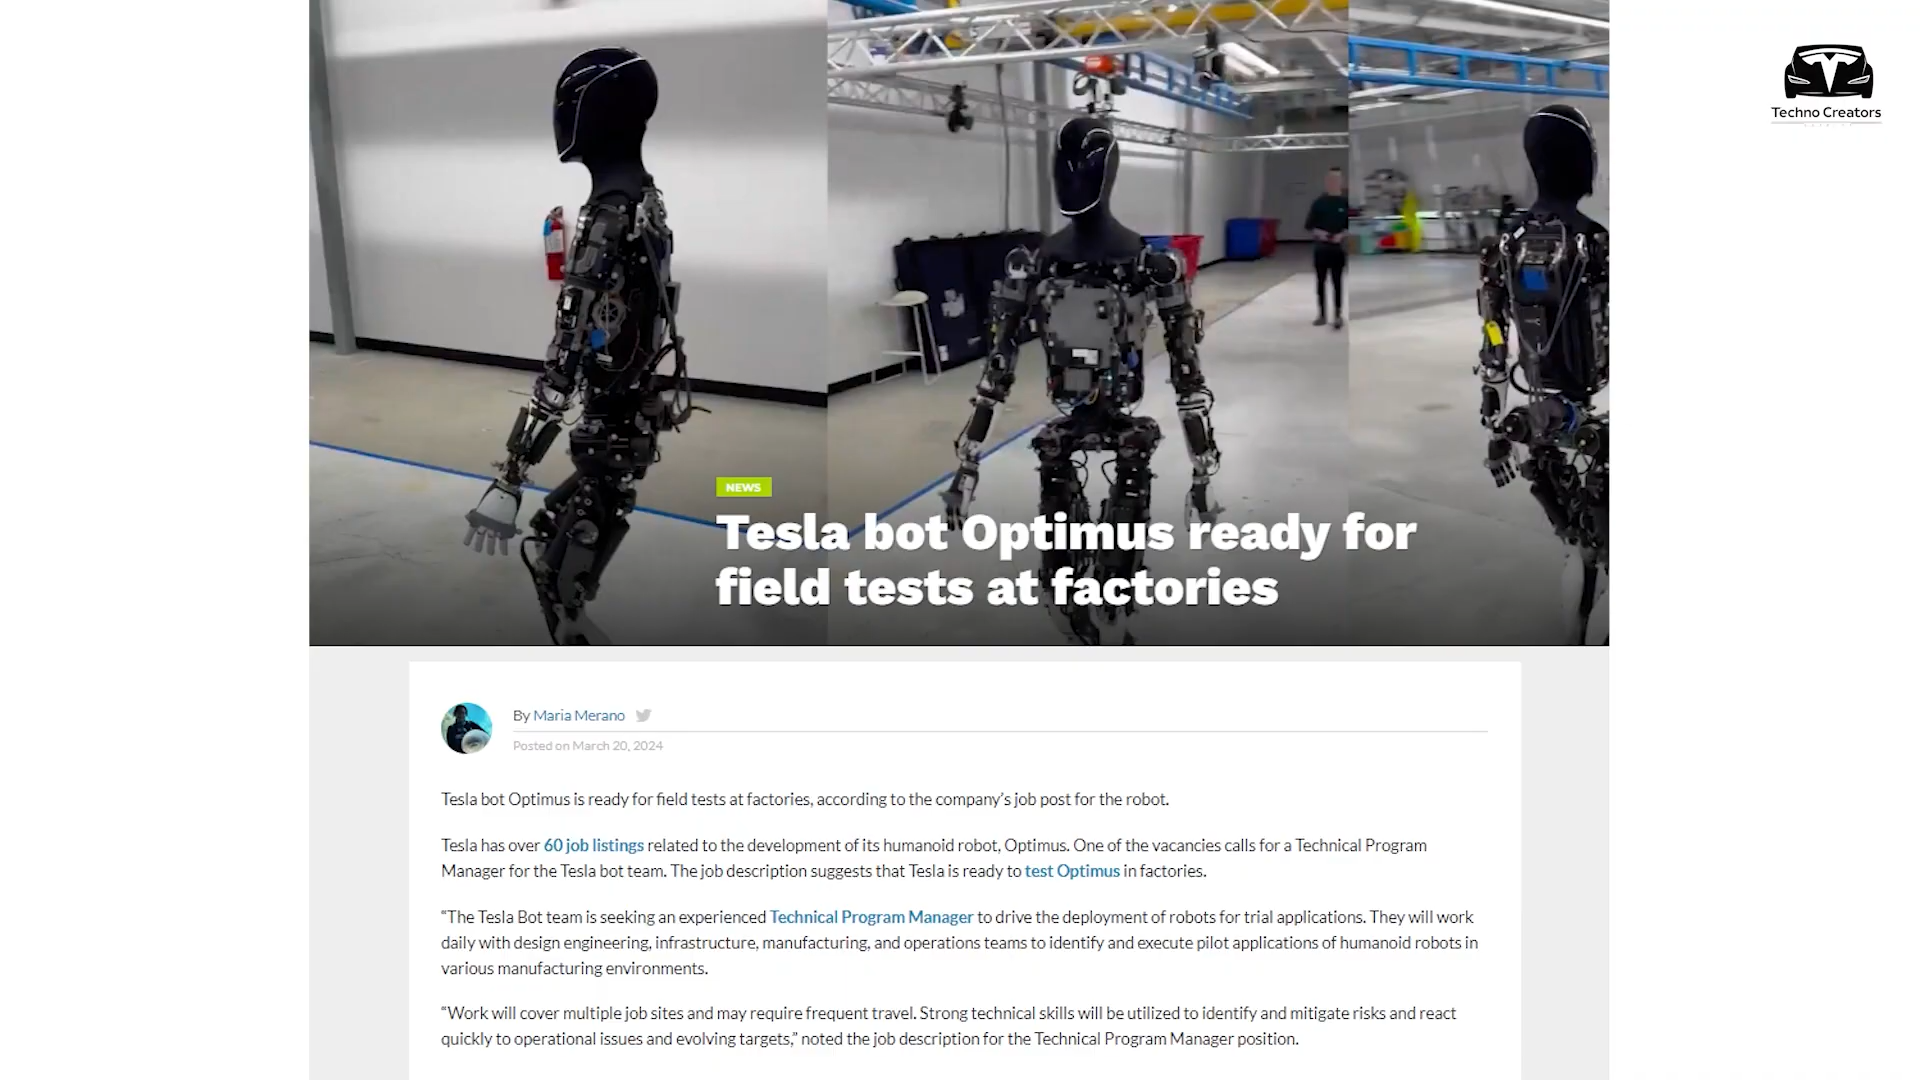 Techno Creators
NEWS
Tesla bot Optimus ready for
field tests at factories
By Maria Merano
Posted on March 20, 2024
Tesla bot Optimus is ready for field tests at factories, according to the company’s job post for the robot.
Tesla has over 60 job listings related to the development of its humanoid robot, Optimus. One of the vacancies calls for a Technical Program
Manager for the Tesla bot team. The job description suggests that Tesla is ready to test Optimus in factories.
“The Tesla Bot team is seeking an experienced Technical Program Manager to drive the deployment of robots for trial applications. They will work
daily with design engineering, infrastructure, manufacturing, and operations teams to identify and execute pilot applications of humanoid robots in
various manufacturing environments.
“Work will cover multiple job sites and may require frequent travel. Strong technical skills will be utilized to identify and mitigate risks and react
quickly to operational issues and evolving targets,” noted the job description for the Technical Program Manager position.